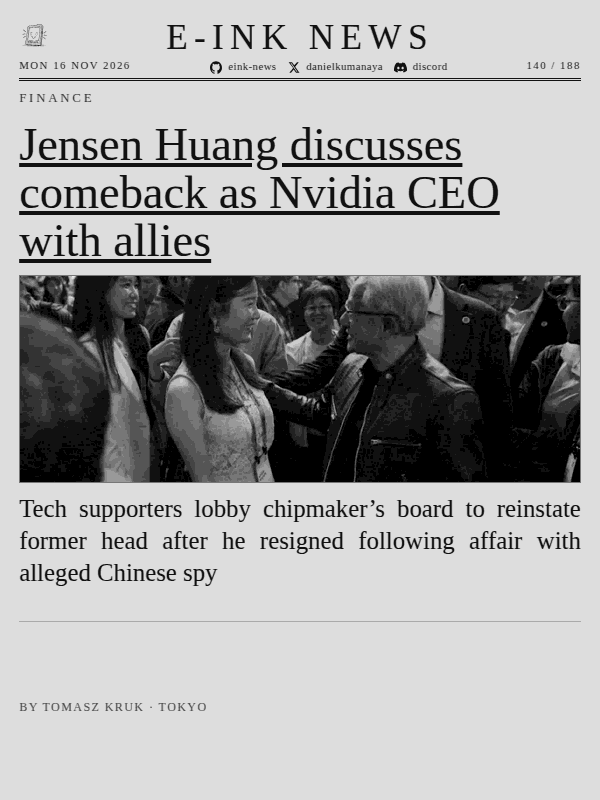 E-INK NEWS
MON 16 NOV 2026
eink-news danielkumanaya discord
140 / 188
FINANCE
Jensen Huang discusses
comeback as Nvidia CEO
with allies
Tech supporters lobby chipmaker’s board to reinstate
former head after he resigned following affair with
alleged Chinese spy
BY TOMASZ KRUK · TOKYO